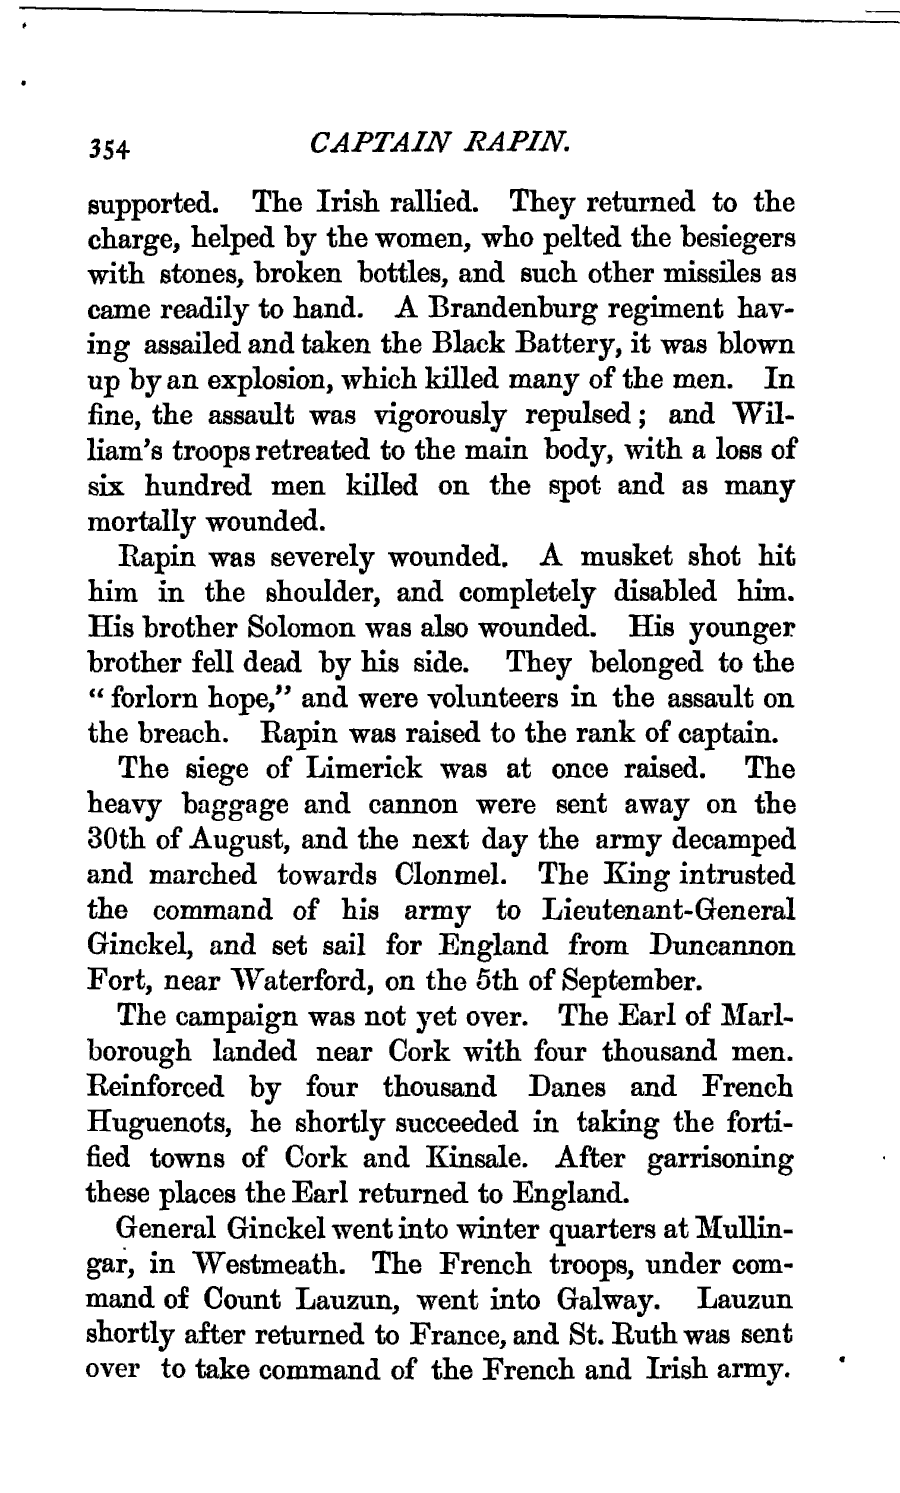 354 CAPTAIN RAPIN.
supported. The Irish rallied. They returned to the
charge, helped by the women, who pelted the besiegers
with stones, broken bottles, and such other missiles as
came readily to hand. A Brandenburg regiment hav-
ing assailed and taken the Black Battery, it was blown
up by an explosion, which killed many of the men. In
fine, the assault was vigorously repulsed; and Wil-
liam's troops retreated to the main body, with a loss of
six hundred men killed on the spot and as many
mortally wounded.
Rapin was severely wounded. A musket shot hit
him in the shoulder, and completely disabled him.
His brother Solomon was also wounded. His younger
brother fell dead by his side. They belonged to the
"forlorn hope," and were volunteers in the assault on
the breach. Rapin was raised to the rank of captain.
The siege of Limerick was at once raised. The
heavy baggage and cannon were sent away on the
30th of August, and the next day the army decamped
and marched towards Clonmel. The King intrusted
the command of his army to Lieutenant-General
Ginckel, and set sail for England from Duncannon
Fort, near Waterford, on the 5th of September.
The campaign was not yet over. The Earl of Marl-
borough landed near Cork with four thousand men.
Reinforced by four thousand Danes and French
Huguenots, he shortly succeeded in taking the forti-
fied towns of Cork and Kinsale. After garrisoning
these places the Earl returned to England.
General Ginckel went into winter quarters at Mullin-
gar, in Westmeath. The French troops, under com-
mand of Count Lauzun, went into Galway. Lauzun
shortly after returned to France, and St. Ruth was sent
over to take command of the French and Irish army.